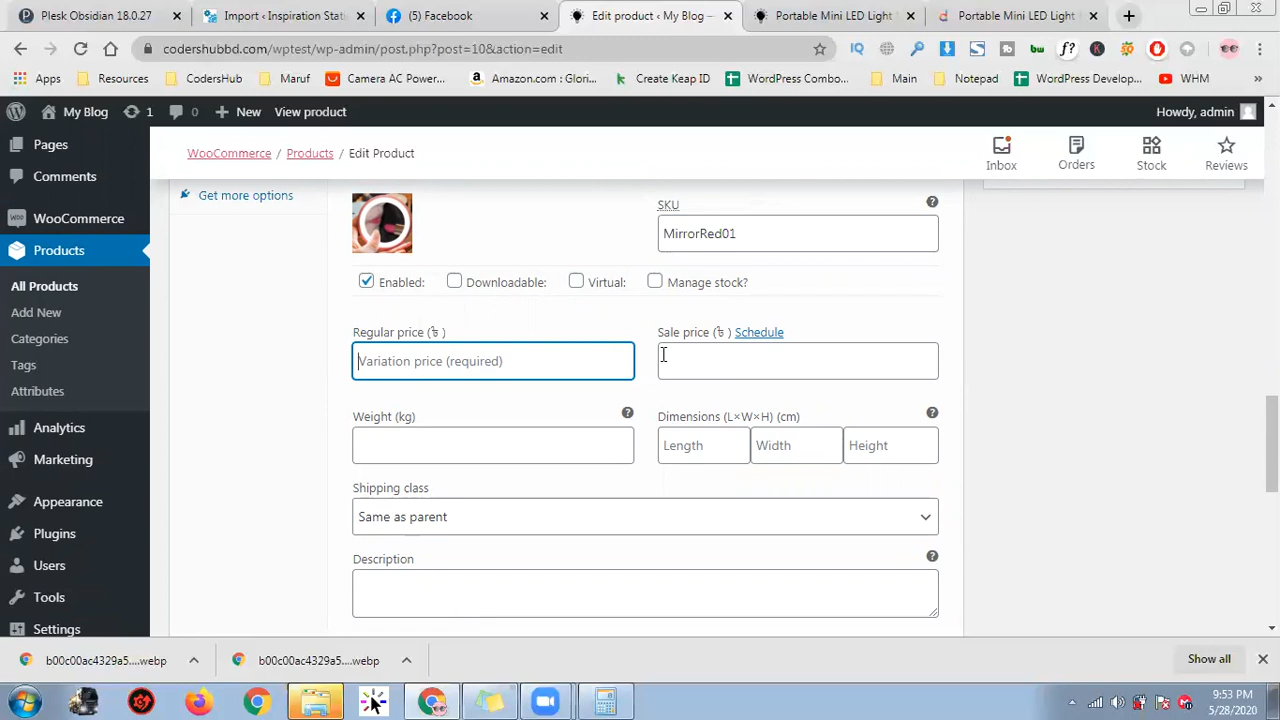 Plesk Obsidian 18.0.27
Import ‹ Inspiration Stati
(5) Facebook
Edit product ‹ My Blog —
Portable Mini LED Light
Portable Mini LED Light
codershubbd.com/wptest/wp-admin/post.php?post=10&action=edit
Apps
Resources
CodersHub
Maruf
Camera AC Powe...
Amazon.com : Glori...
Create Keap ID
WordPress Combo...
Main
Notepad
WordPress Develop...
WHM
My Blog
1
0
New
View product
Howdy, admin
Pages
Comments
WooCommerce
Products
All Products
Add New
Categories
Tags
Attributes
Analytics
Marketing
Appearance
Plugins
Users
Tools
Settings
WooCommerce / Products / Edit Product
Inbox
Orders
Stock
Reviews
Get more options
SKU
MirrorRed01
Enabled:
Downloadable:
Virtual:
Manage stock?
Regular price (৳ )
Sale price (৳ ) Schedule
Variation price (required)
Weight (kg)
Dimensions (L×W×H) (cm)
Length
Width
Height
Shipping class
Same as parent
Description
b00c00ac4329a5....webp
b00c00ac4329a5....webp
Show all
9:53 PM
5/28/2020